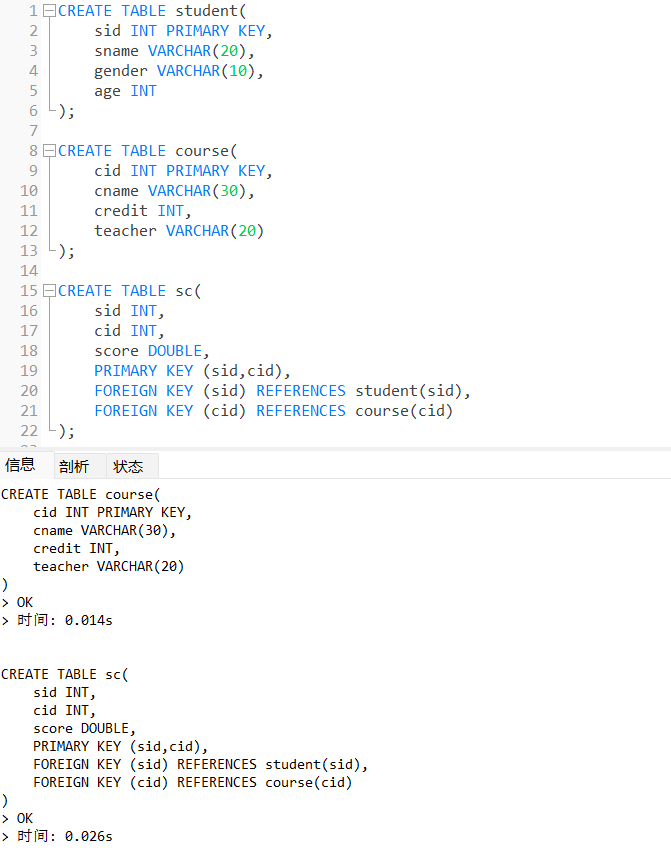 1 CREATE TABLE student(
2 sid INT PRIMARY KEY,
3 sname VARCHAR(20),
4 gender VARCHAR(10),
5 age INT
6 );
7
8 CREATE TABLE course(
9 cid INT PRIMARY KEY,
10 cname VARCHAR(30),
11 credit INT,
12 teacher VARCHAR(20)
13 );
14
15 CREATE TABLE sc(
16 sid INT,
17 cid INT,
18 score DOUBLE,
19 PRIMARY KEY (sid,cid),
20 FOREIGN KEY (sid) REFERENCES student(sid),
21 FOREIGN KEY (cid) REFERENCES course(cid)
22 );
信息 剖析 状态
CREATE TABLE course(
cid INT PRIMARY KEY,
cname VARCHAR(30),
credit INT,
teacher VARCHAR(20)
)
> OK
> 时间: 0.014s
CREATE TABLE sc(
sid INT,
cid INT,
score DOUBLE,
PRIMARY KEY (sid,cid),
FOREIGN KEY (sid) REFERENCES student(sid),
FOREIGN KEY (cid) REFERENCES course(cid)
)
> OK
> 时间: 0.026s